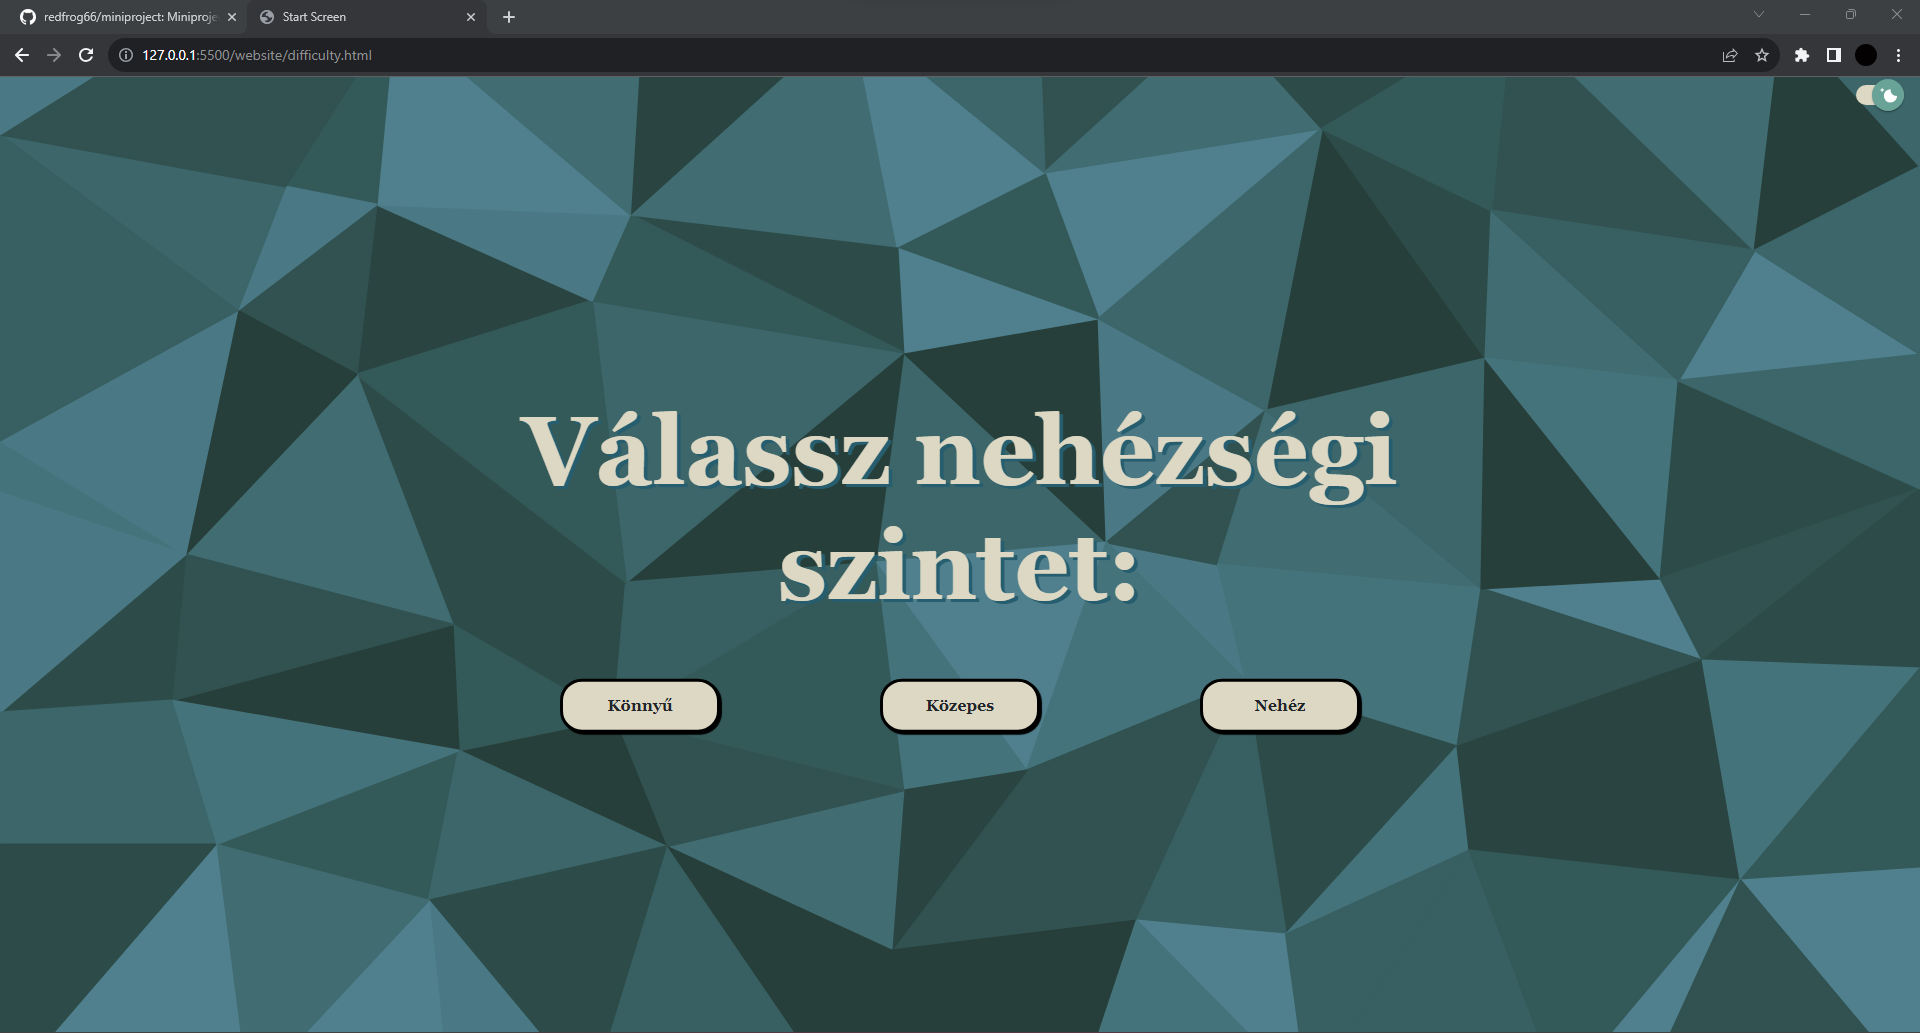 redfrog66/miniproject: Miniproje
Start Screen
127.0.0.1:5500/website/difficulty.html
Válassz nehézségi
szintet:
Könnyű
Közepes
Nehéz